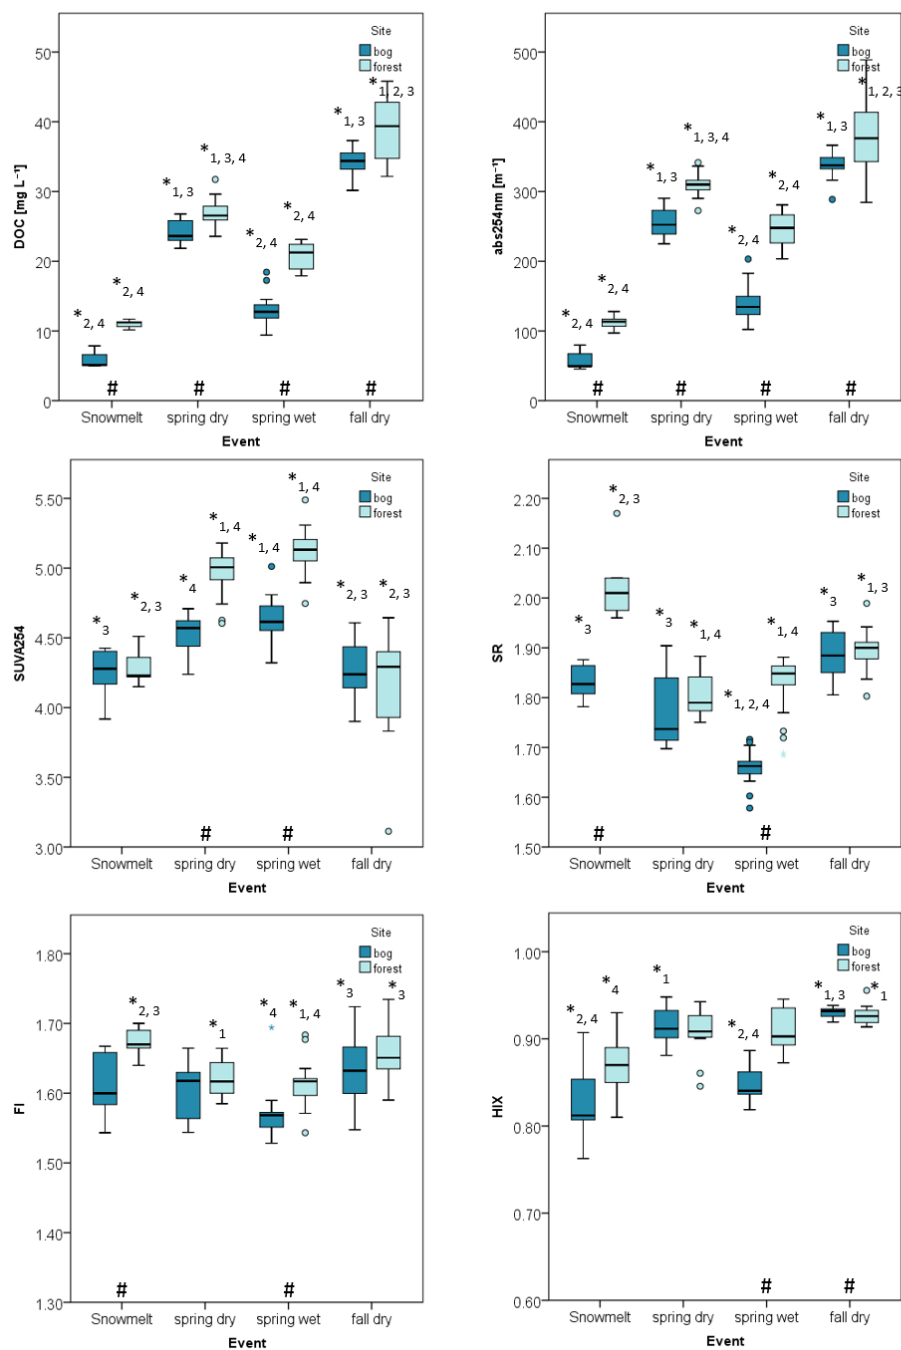 Site
bog
forest
DOC [mg L⁻¹]
50
40
30
20
10
0
*2, 4
*2, 4
*1, 3
*1, 3, 4
*2, 4
*2, 4
*1, 3
*1, 2, 3
# # # #
Snowmelt spring dry spring wet fall dry
Event
Site
bog
forest
abs254nm [m⁻¹]
500
400
300
200
100
0
*2, 4
*2, 4
*1, 3
*1, 3, 4
*2, 4
*2, 4
*1, 3
*1, 2, 3
# # # #
Snowmelt spring dry spring wet fall dry
Event
Site
bog
forest
SUVA254
5.50
5.00
4.50
4.00
3.50
3.00
*3
*2, 3
*4
*1, 4
*1, 4
*1, 4
*2, 3
*2, 3
# #
Snowmelt spring dry spring wet fall dry
Event
Site
bog
forest
SR
2.20
2.10
2.00
1.90
1.80
1.70
1.60
1.50
*3
*2, 3
*3
*1, 4
*1, 2, 4
*1, 4
*3
*1, 3
# #
Snowmelt spring dry spring wet fall dry
Event
Site
bog
forest
FI
1.80
1.70
1.60
1.50
1.40
1.30
*2, 3
*1
*4
*1, 4
*3
*3
# #
Snowmelt spring dry spring wet fall dry
Event
Site
bog
forest
HIX
1.00
0.90
0.80
0.70
0.60
*2, 4
*4
*1
*2, 4
*1, 3
*1
# #
Snowmelt spring dry spring wet fall dry
Event